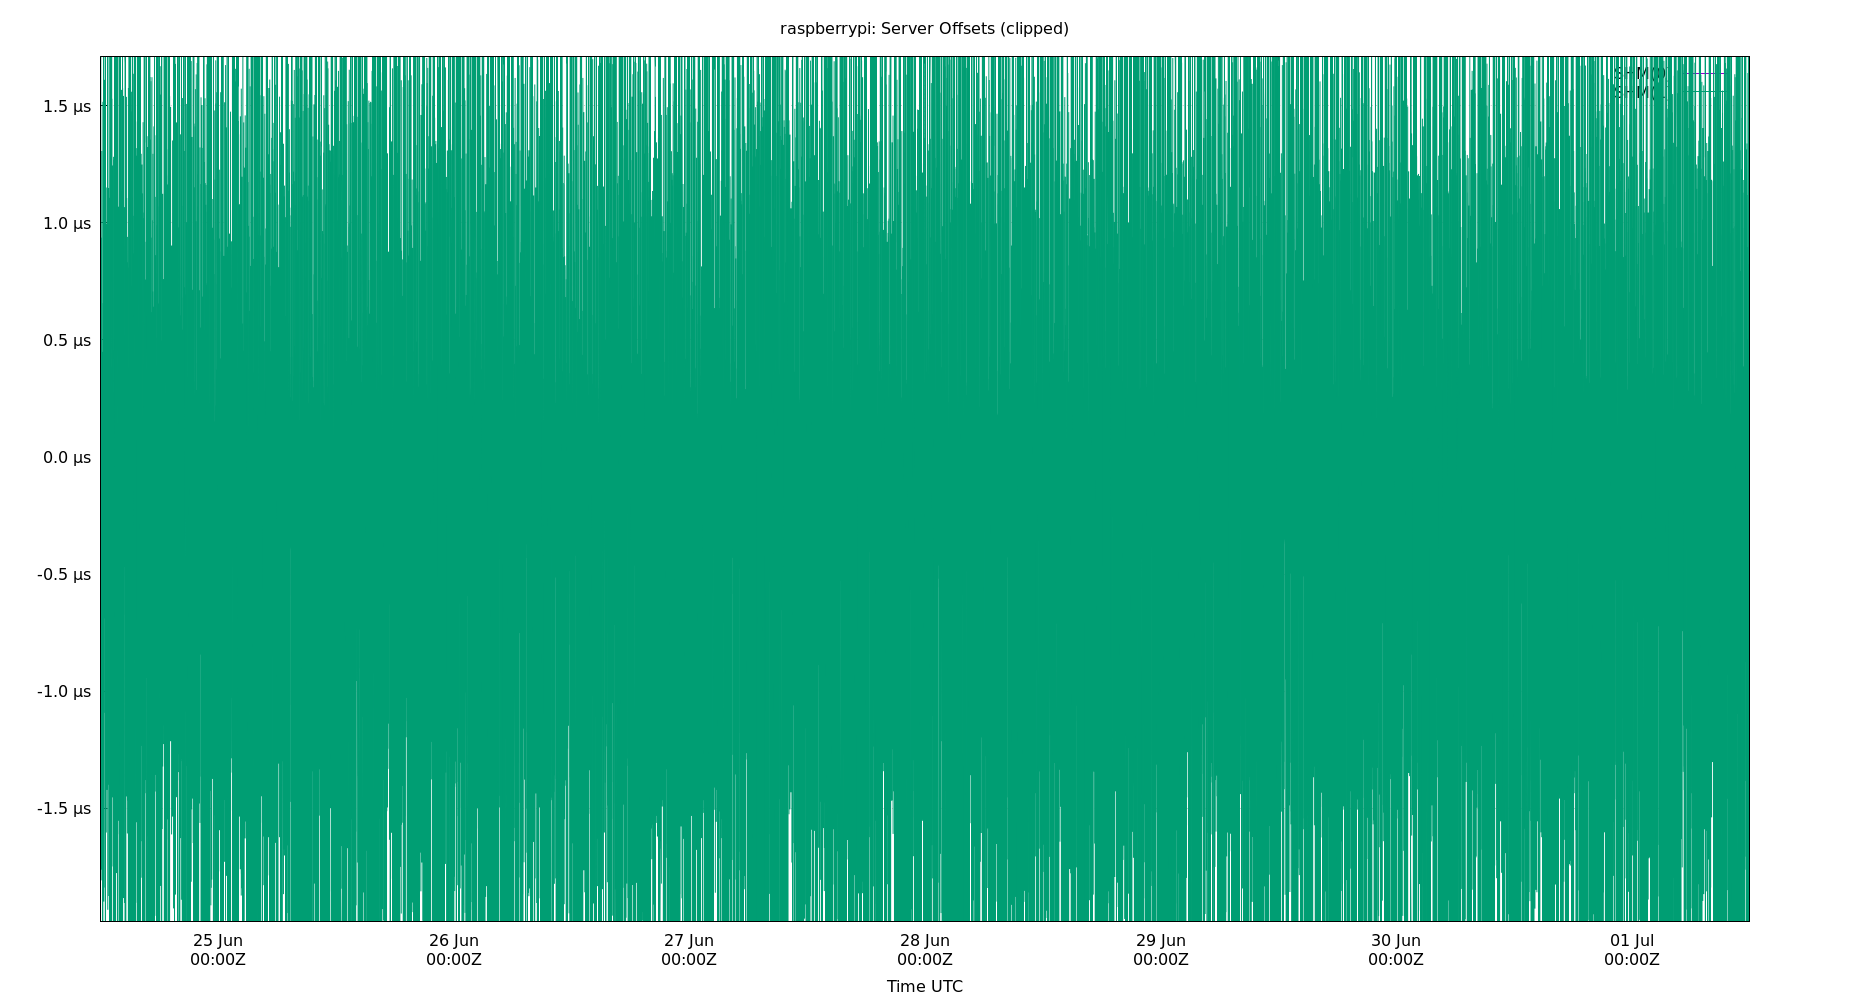 raspberrypi: Server Offsets (clipped)
1.5 µs
1.0 µs
0.5 µs
0.0 µs
-0.5 µs
-1.0 µs
-1.5 µs
25 Jun 26 Jun 27 Jun 28 Jun 29 Jun 30 Jun 01 Jul
00:00Z 00:00Z 00:00Z 00:00Z 00:00Z 00:00Z 00:00Z
Time UTC